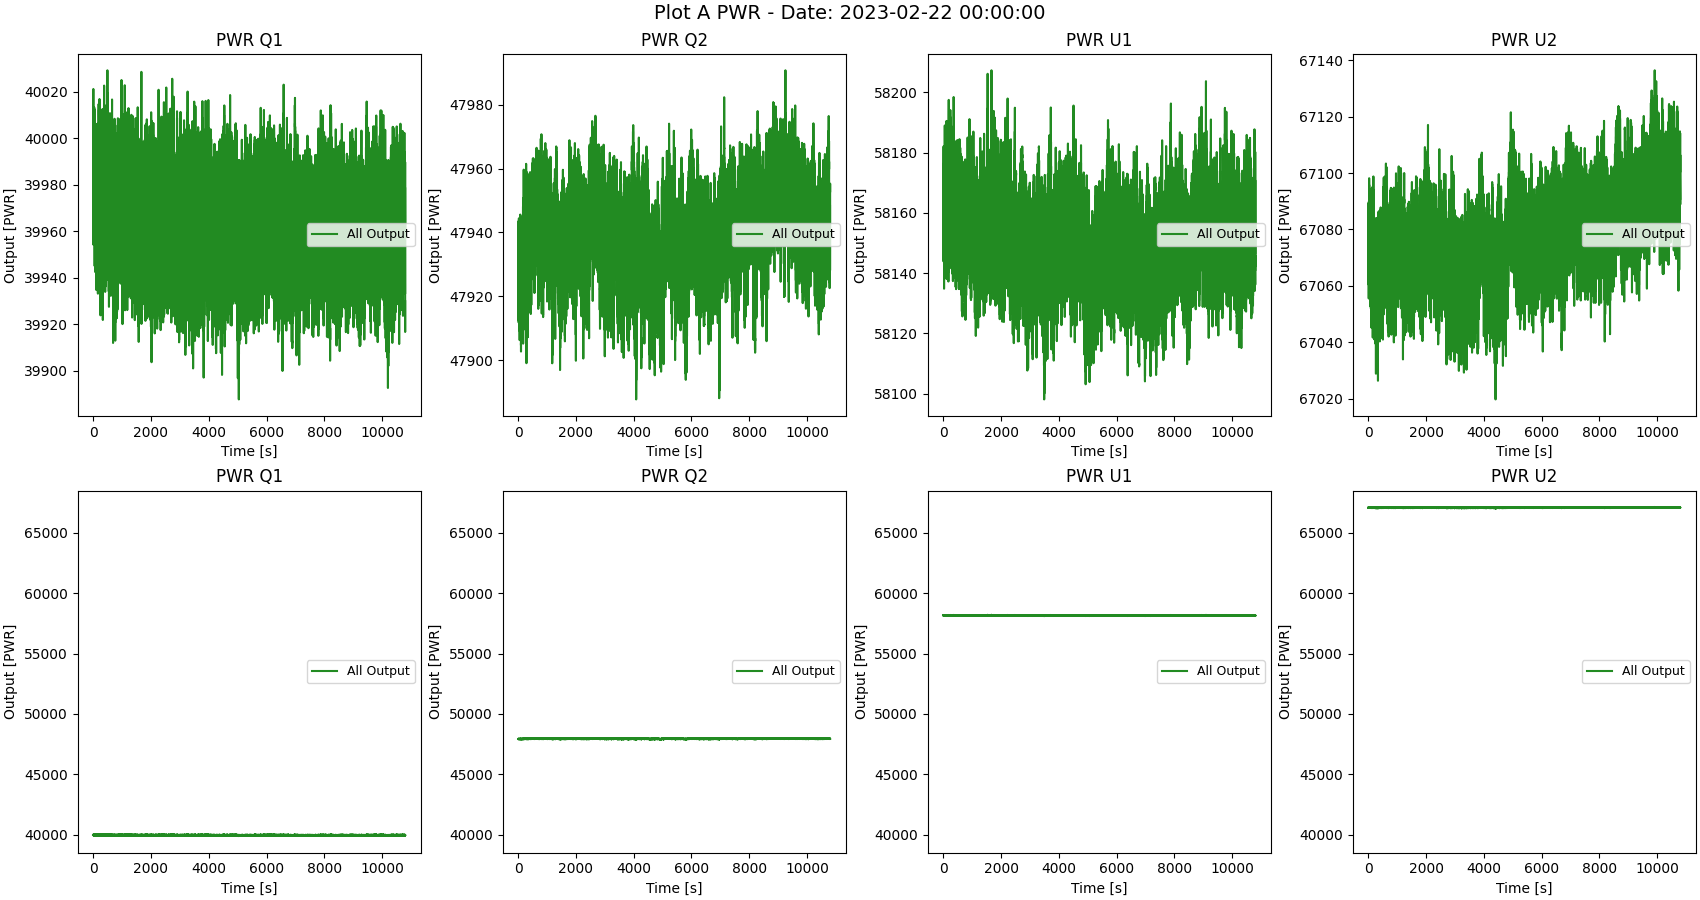 Plot A PWR - Date: 2023-02-22 00:00:00
PWR Q1
Output [PWR]
40020
40000
39980
39960
39940
39920
39900
0 2000 4000 6000 8000 10000
Time [s]
All Output
PWR Q2
Output [PWR]
47980
47960
47940
47920
47900
0 2000 4000 6000 8000 10000
Time [s]
All Output
PWR U1
Output [PWR]
58200
58180
58160
58140
58120
58100
0 2000 4000 6000 8000 10000
Time [s]
All Output
PWR U2
Output [PWR]
67140
67120
67100
67080
67060
67040
67020
0 2000 4000 6000 8000 10000
Time [s]
All Output
PWR Q1
Output [PWR]
65000
60000
55000
50000
45000
40000
0 2000 4000 6000 8000 10000
Time [s]
All Output
PWR Q2
Output [PWR]
65000
60000
55000
50000
45000
40000
0 2000 4000 6000 8000 10000
Time [s]
All Output
PWR U1
Output [PWR]
65000
60000
55000
50000
45000
40000
0 2000 4000 6000 8000 10000
Time [s]
All Output
PWR U2
Output [PWR]
65000
60000
55000
50000
45000
40000
0 2000 4000 6000 8000 10000
Time [s]
All Output